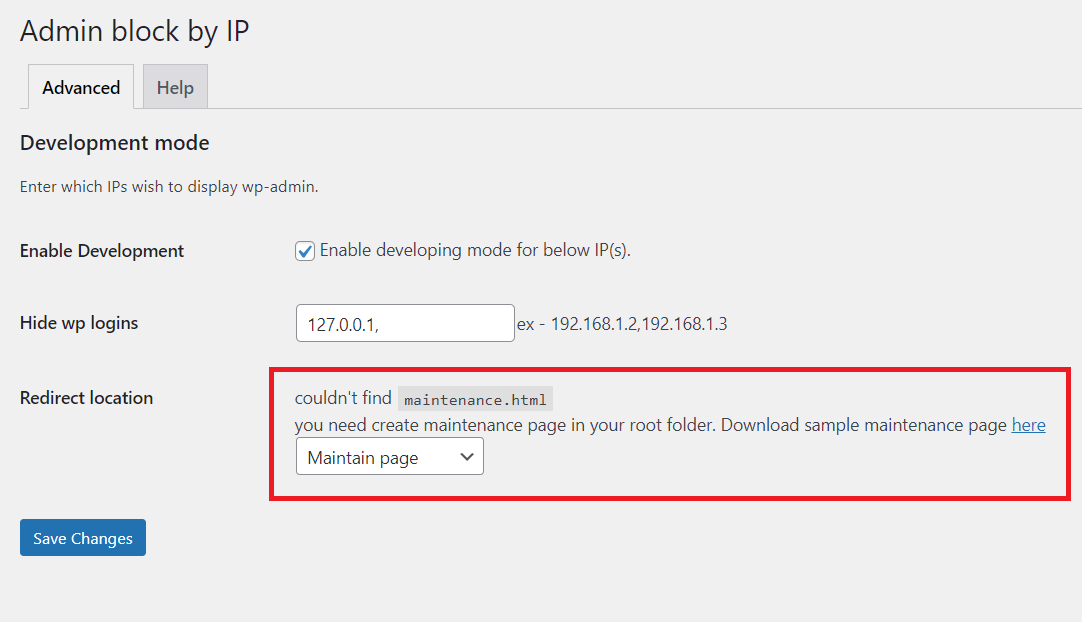 Admin block by IP
Advanced
Help
Development mode
Enter which IPs wish to display wp-admin.
Enable Development
Enable developing mode for below IP(s).
Hide wp logins
127.0.0.1,
ex - 192.168.1.2,192.168.1.3
Redirect location
couldn't find maintenance.html
you need create maintenance page in your root folder. Download sample maintenance page here
Maintain page
Save Changes